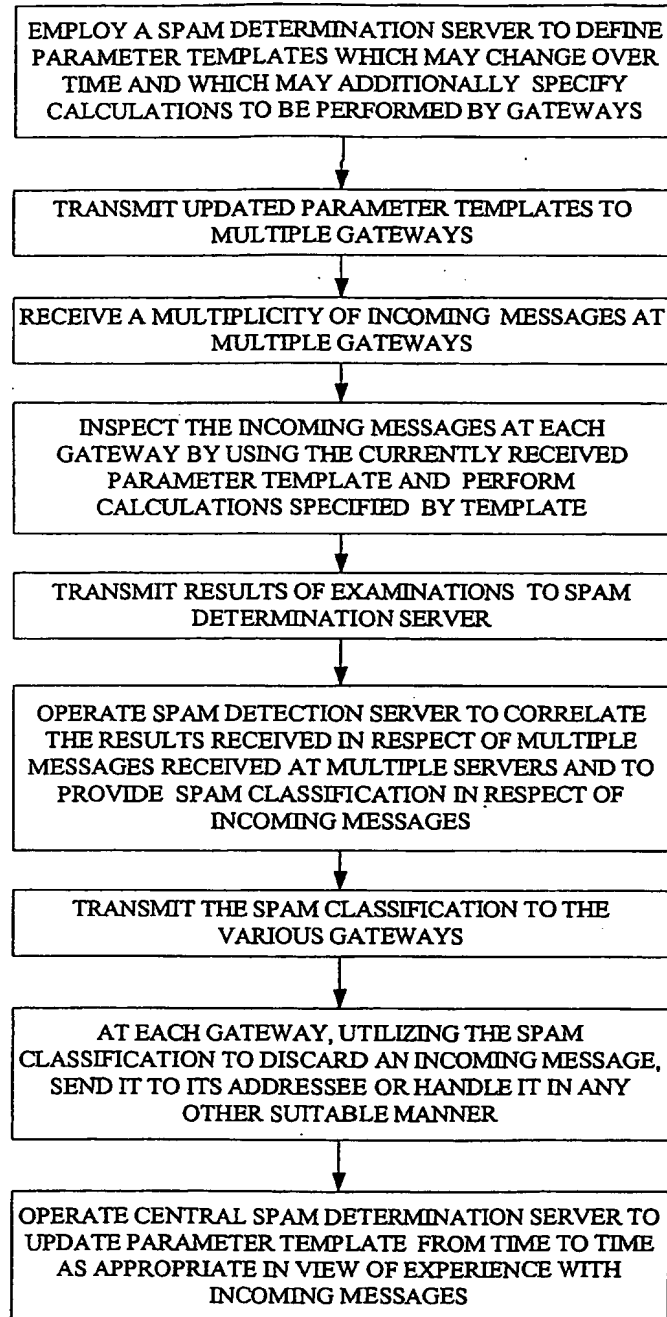 EMPLOY A SPAM DETERMINATION SERVER TO DEFINE
PARAMETER TEMPLATES WHICH MAY CHANGE OVER
TIME AND WHICH MAY ADDITIONALLY SPECIFY
CALCULATIONS TO BE PERFORMED BY GATEWAYS
TRANSMIT UPDATED PARAMETER TEMPLATES TO
MULTIPLE GATEWAYS
RECEIVE A MULTIPLICITY OF INCOMING MESSAGES AT
MULTIPLE GATEWAYS
INSPECT THE INCOMING MESSAGES AT EACH
GATEWAY BY USING THE CURRENTLY RECEIVED
PARAMETER TEMPLATE AND PERFORM
CALCULATIONS SPECIFIED BY TEMPLATE
TRANSMIT RESULTS OF EXAMINATIONS TO SPAM
DETERMINATION SERVER
OPERATE SPAM DETECTION SERVER TO CORRELATE
THE RESULTS RECEIVED IN RESPECT OF MULTIPLE
MESSAGES RECEIVED AT MULTIPLE SERVERS AND TO
PROVIDE SPAM CLASSIFICATION IN RESPECT OF
INCOMING MESSAGES
TRANSMIT THE SPAM CLASSIFICATION TO THE
VARIOUS GATEWAYS
AT EACH GATEWAY, UTILIZING THE SPAM
CLASSIFICATION TO DISCARD AN INCOMING MESSAGE,
SEND IT TO ITS ADDRESSEE OR HANDLE IT IN ANY
OTHER SUITABLE MANNER
OPERATE CENTRAL SPAM DETERMINATION SERVER TO
UPDATE PARAMETER TEMPLATE FROM TIME TO TIME
AS APPROPRIATE IN VIEW OF EXPERIENCE WITH
INCOMING MESSAGES